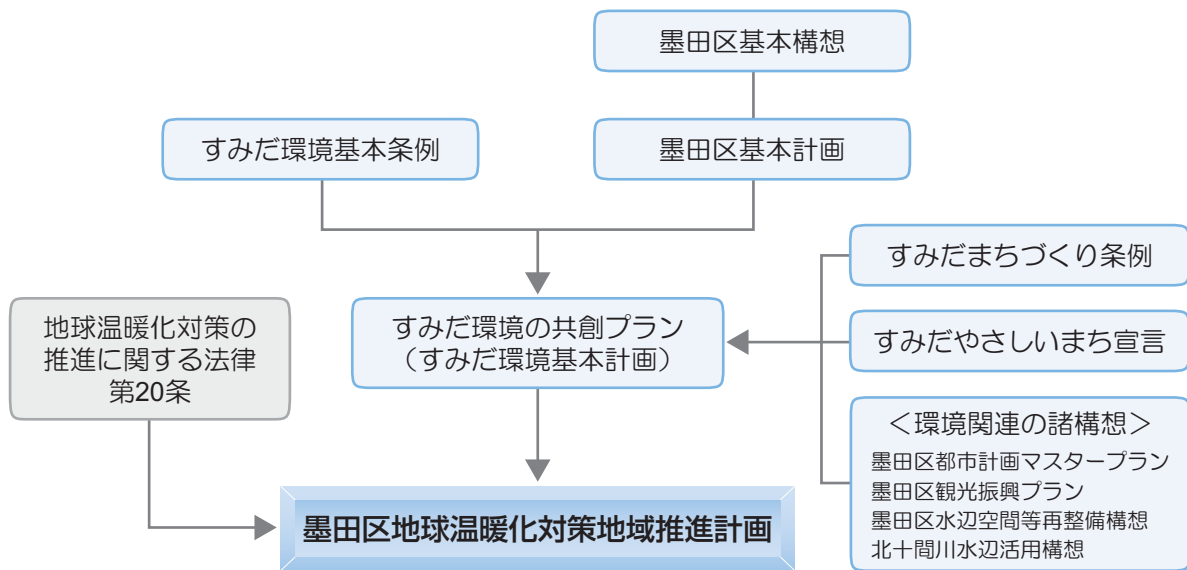 墨田区基本構想
すみだ環境基本条例
墨田区基本計画
すみだまちづくり条例
地球温暖化対策の
推進に関する法律
第20条
すみだ環境の共創プラン
（すみだ環境基本計画）
すみだやさしいまち宣言
＜環境関連の諸構想＞
墨田区都市計画マスタープラン
墨田区観光振興プラン
墨田区水辺空間等再整備構想
北十間川水辺活用構想
墨田区地球温暖化対策地域推進計画